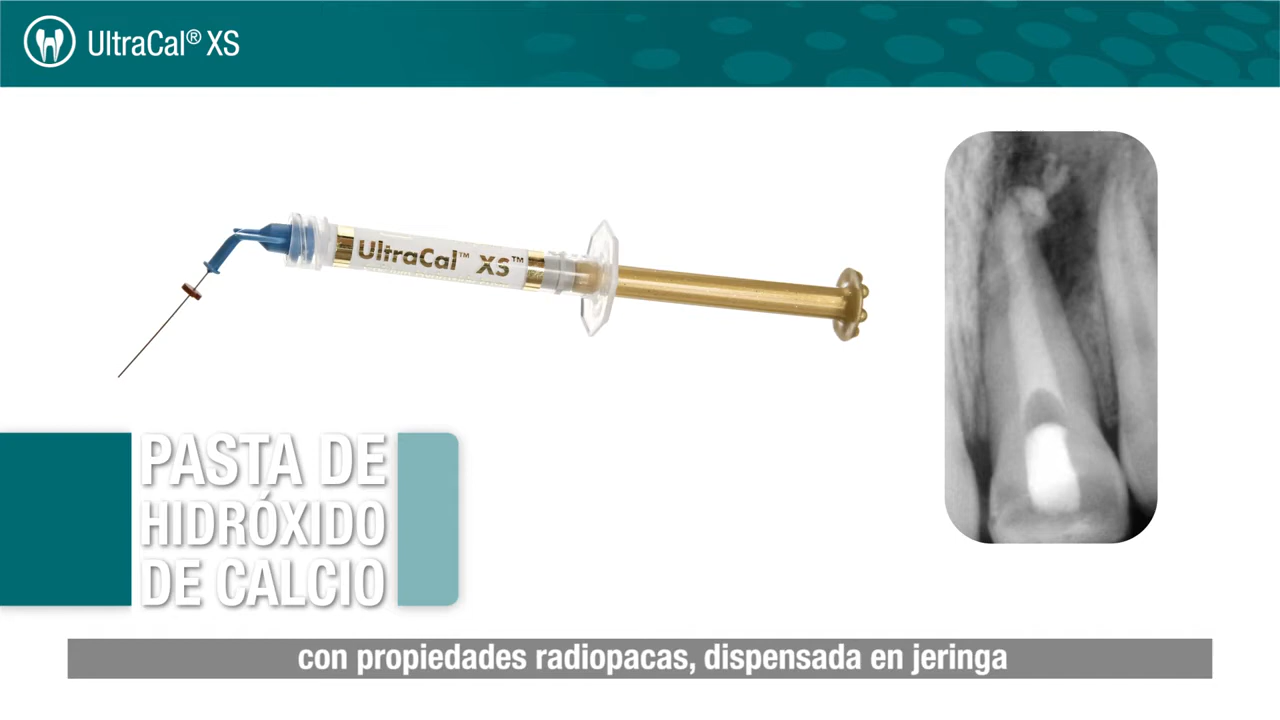 UltraCal® XS
UltraCal™ XS™
PASTA DE
HIDRÓXIDO
DE CALCIO
con propiedades radiopacas, dispensada en jeringa